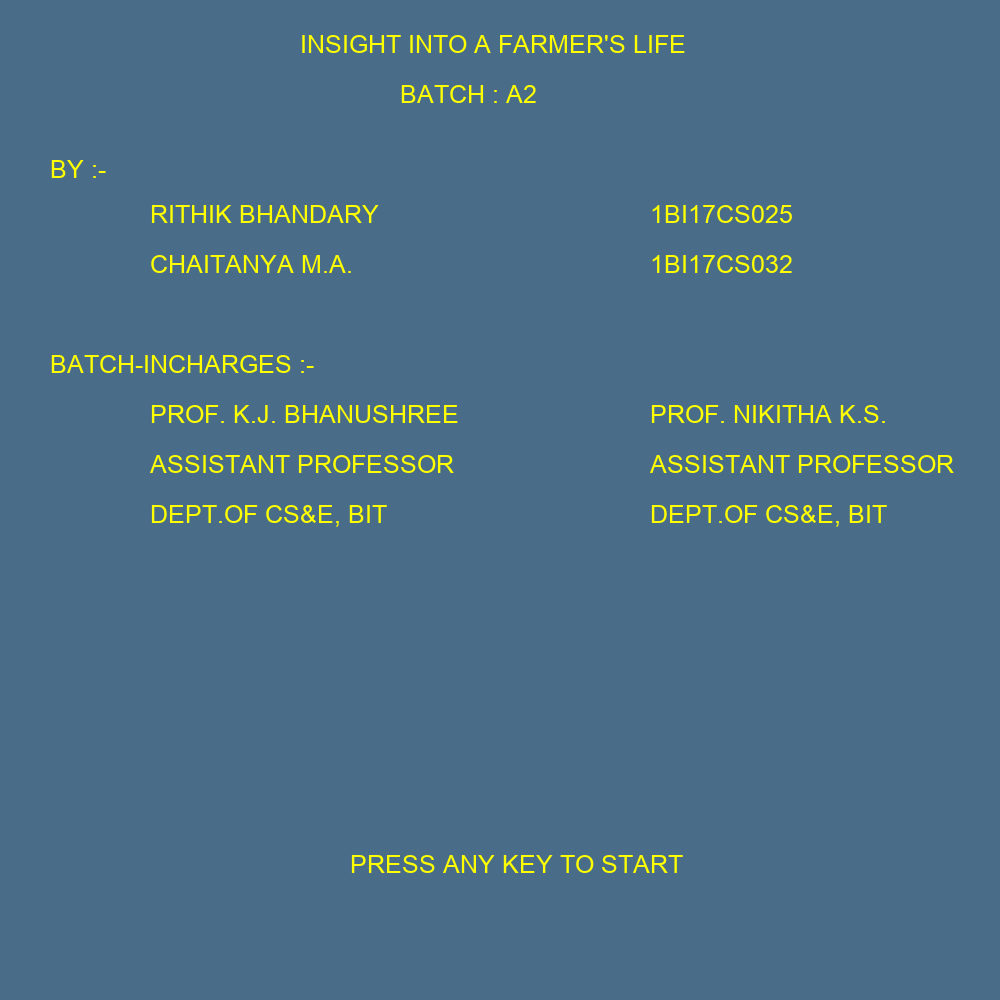 INSIGHT INTO A FARMER'S LIFE
BATCH : A2
BY :-
RITHIK BHANDARY 1BI17CS025
CHAITANYA M.A. 1BI17CS032
BATCH-INCHARGES :-
PROF. K.J. BHANUSHREE PROF. NIKITHA K.S.
ASSISTANT PROFESSOR ASSISTANT PROFESSOR
DEPT.OF CS&E, BIT DEPT.OF CS&E, BIT
PRESS ANY KEY TO START